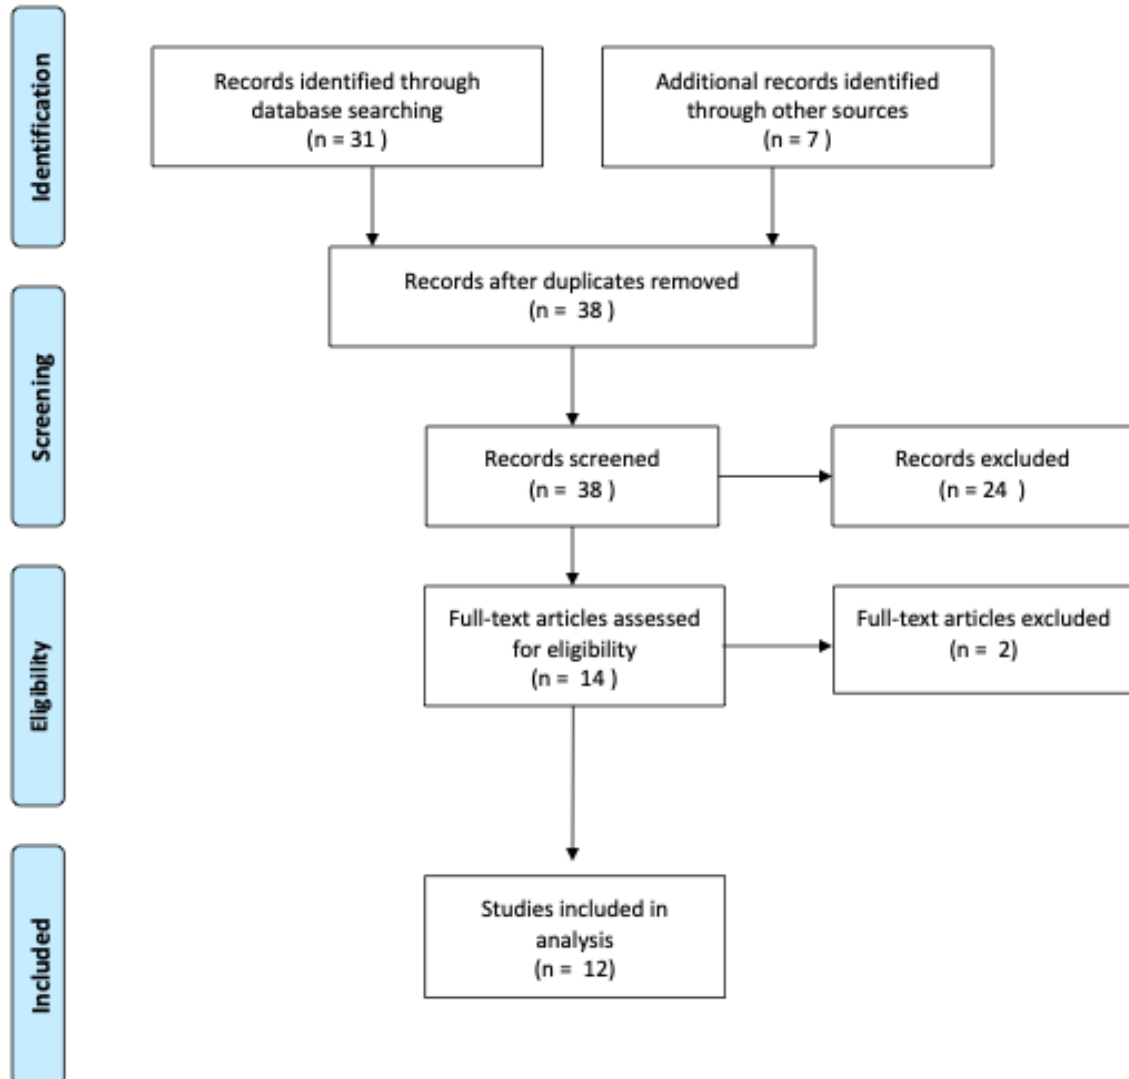 Identification
Records identified through
database searching
(n = 31 )
Additional records identified
through other sources
(n = 7 )
Records after duplicates removed
(n =  38 )
Screening
Records screened
(n =  38 )
Records excluded
(n = 24  )
Eligibility
Full-text articles assessed
for eligibility
(n =  14 )
Full-text articles excluded
(n =  2)
Included
Studies included in
analysis
(n =  12)